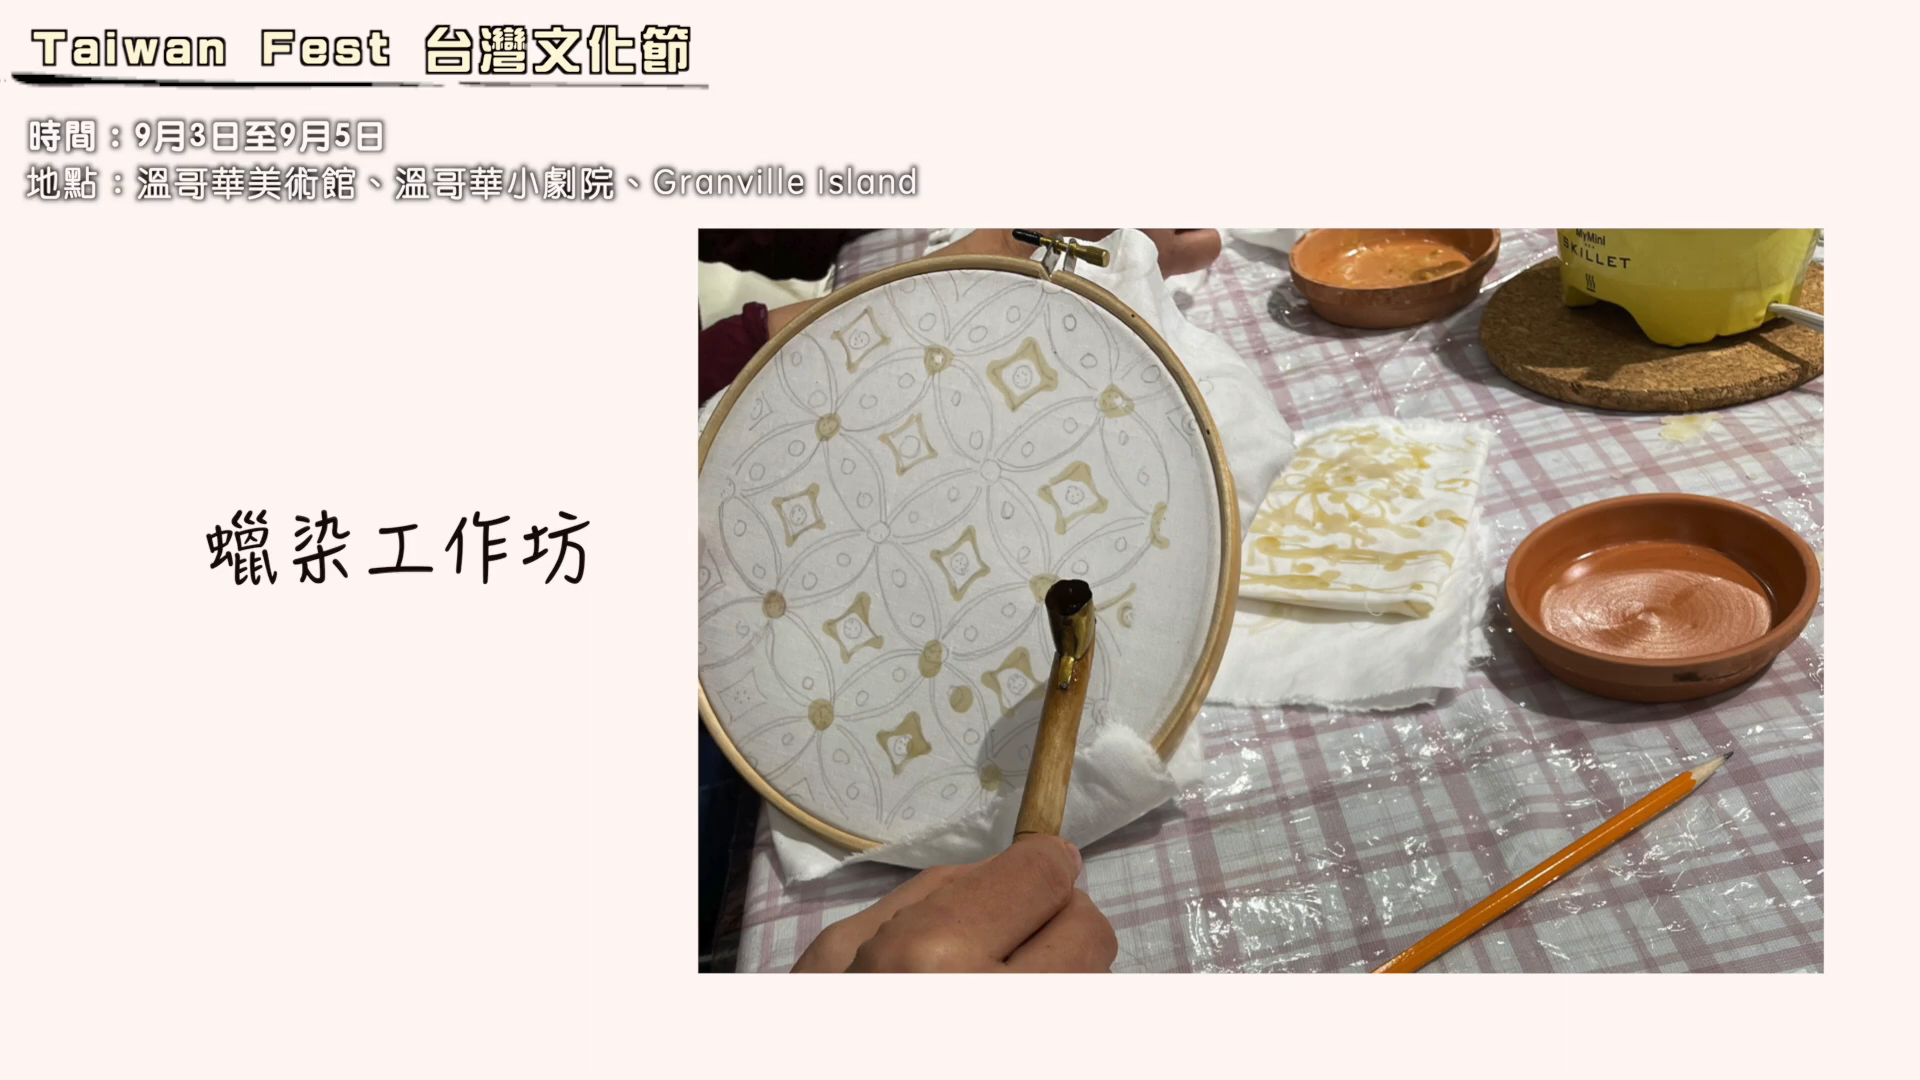 Taiwan Fest 台灣文化節
時間：9月3日至9月5日
地點：溫哥華美術館、溫哥華小劇院、Granville Island
MyMini
SKILLET
蠟染工作坊